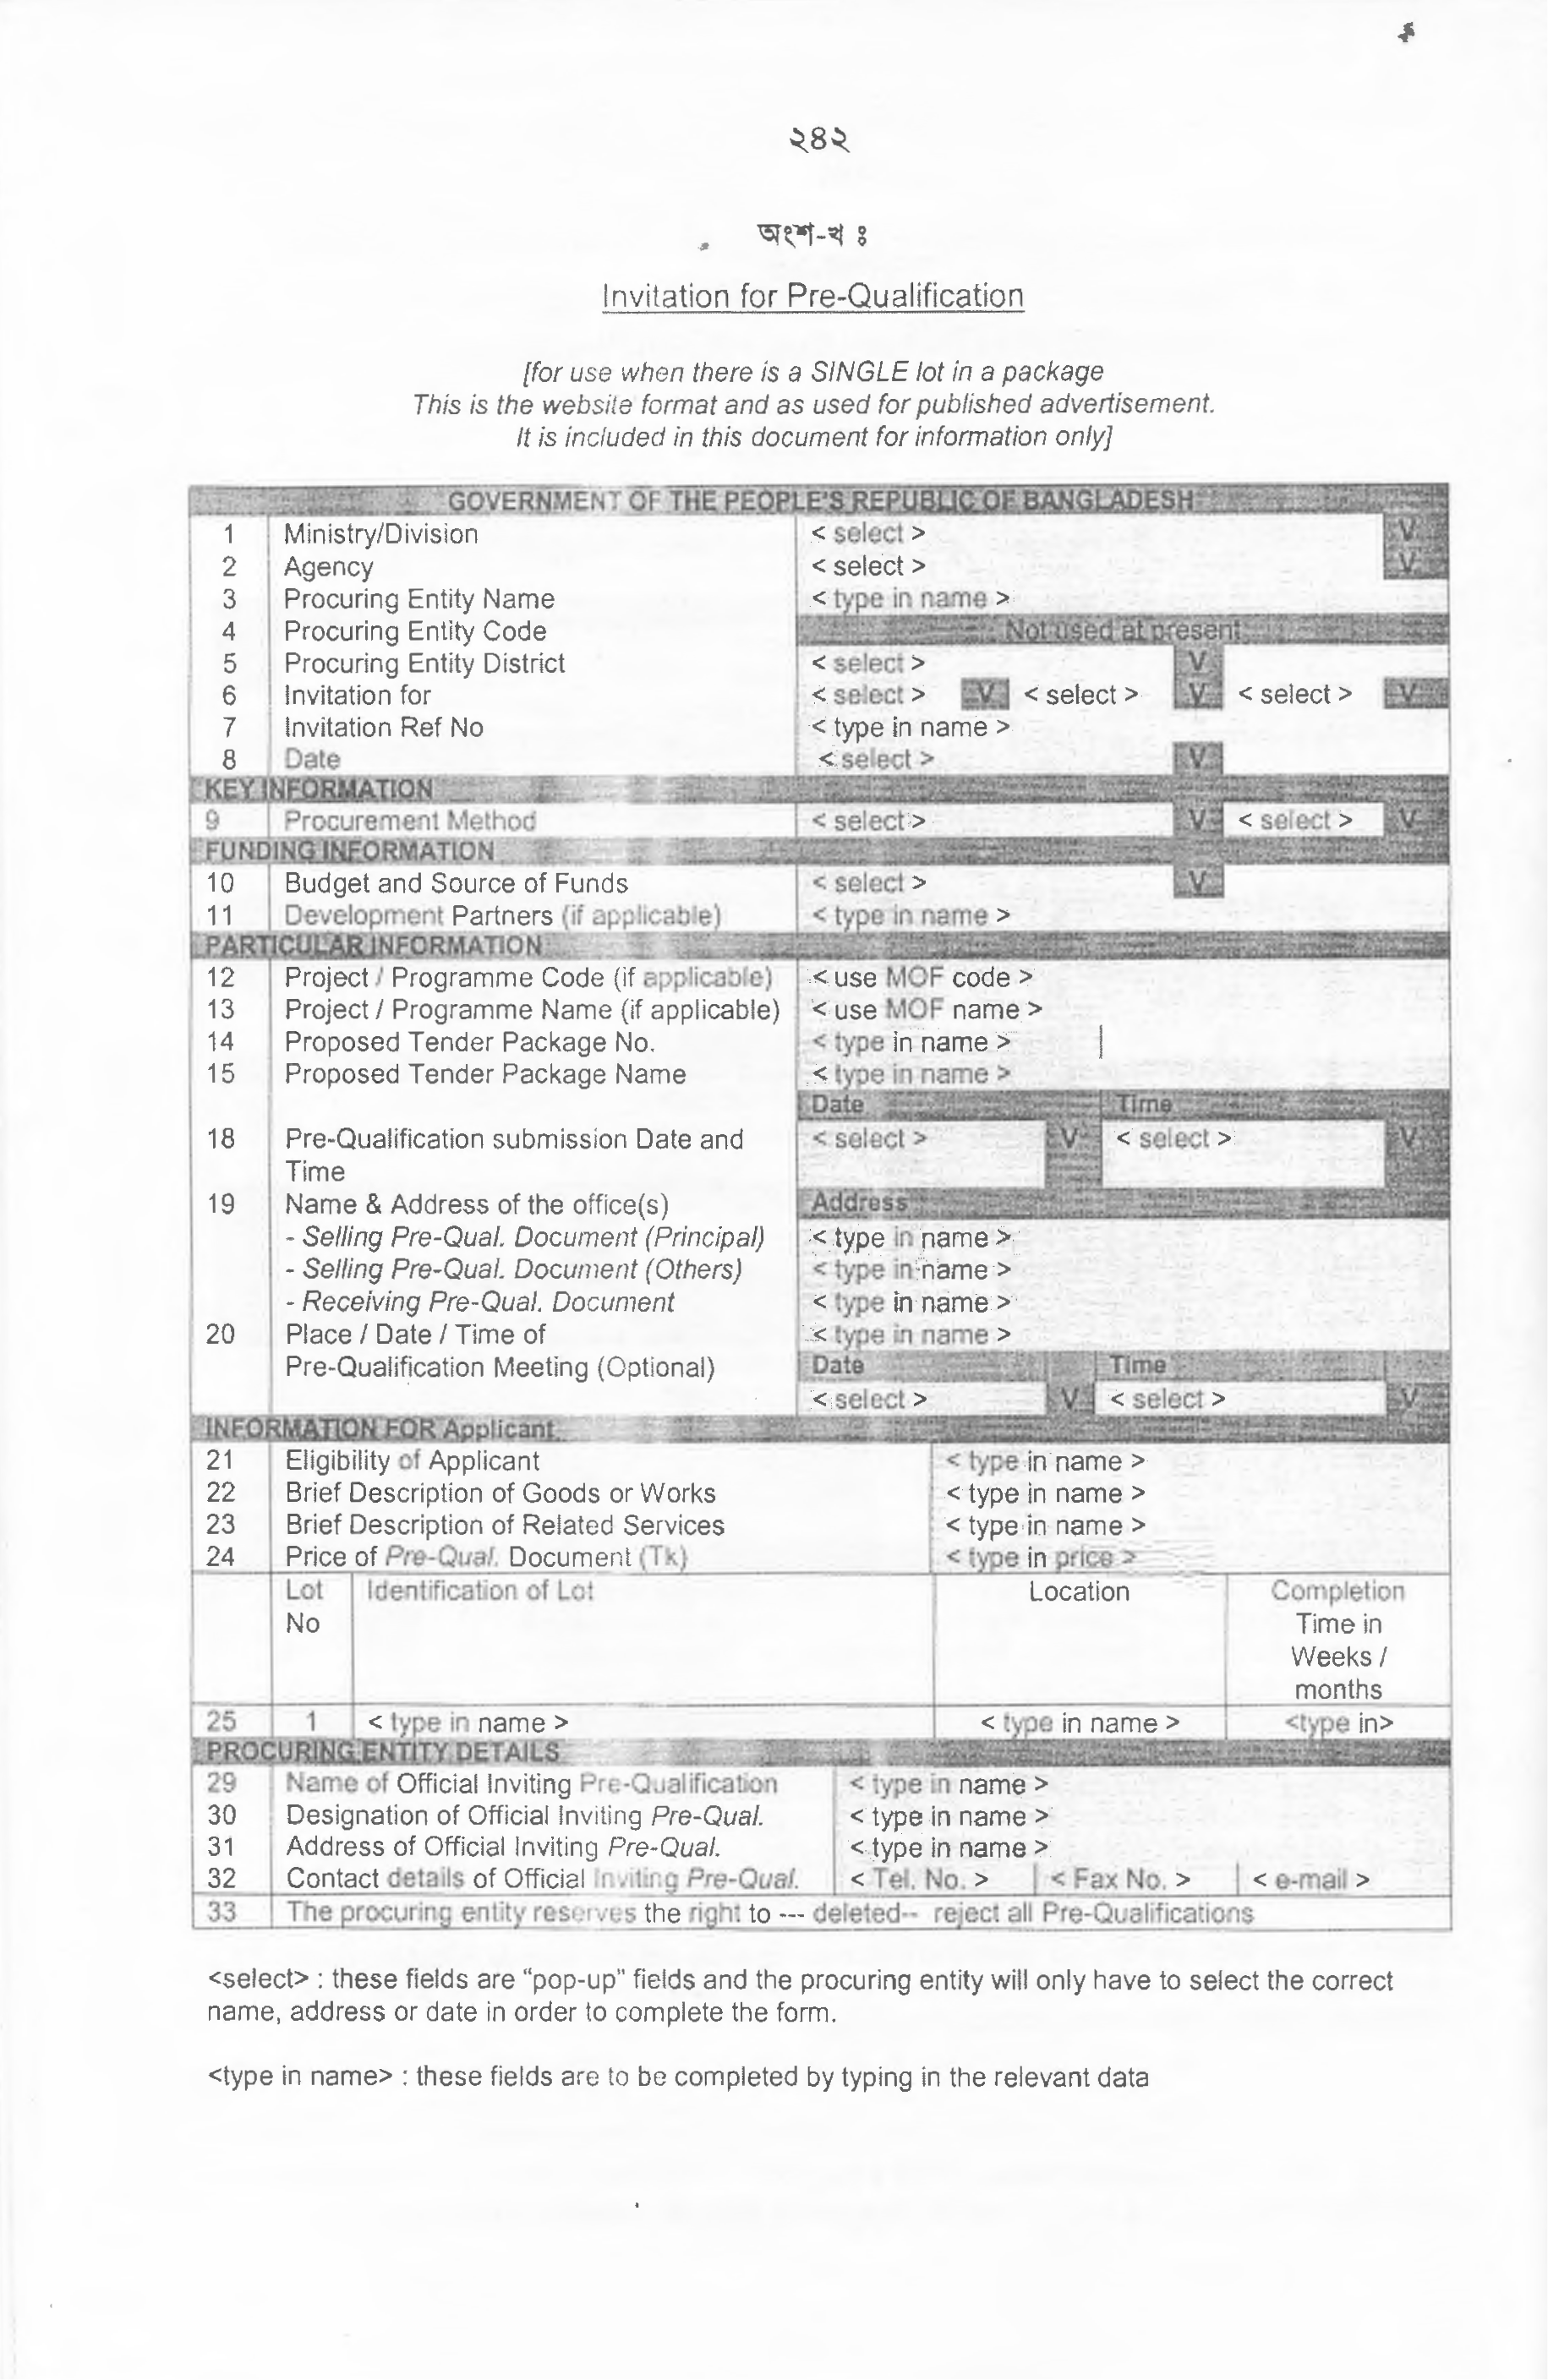 ২৪২
অংশ-খ ঃ
Invitation for Pre-Qualification
[for use when there is a SINGLE lot in a package
This is the website format and as used for published advertisement.
It is included in this document for information only]
GOVERNMENT OF THE PEOPLE'S REPUBLIC OF BANGLADESH
1 Ministry/Division < select > V
2 Agency < select > V
3 Procuring Entity Name < type in name >
4 Procuring Entity Code Not used at present
5 Procuring Entity District < select > V
6 Invitation for < select > V < select > V < select > V
7 Invitation Ref No < type in name >
8 Date < select > V
KEY INFORMATION
9 Procurement Method < select > V < select > V
FUNDING INFORMATION
10 Budget and Source of Funds < select > V
11 Development Partners (if applicable) < type in name >
PARTICULAR INFORMATION
12 Project / Programme Code (if applicable) < use MOF code >
13 Project / Programme Name (if applicable) < use MOF name >
14 Proposed Tender Package No. < type in name >
15 Proposed Tender Package Name < type in name >
Date Time
18 Pre-Qualification submission Date and < select > V < select > V
Time
19 Name & Address of the office(s) Address
- Selling Pre-Qual. Document (Principal) < type in name >
- Selling Pre-Qual. Document (Others) < type in name >
- Receiving Pre-Qual. Document < type in name >
20 Place / Date / Time of < type in name >
Pre-Qualification Meeting (Optional) Date Time
< select > V < select > V
INFORMATION FOR Applicant
21 Eligibility of Applicant < type in name >
22 Brief Description of Goods or Works < type in name >
23 Brief Description of Related Services < type in name >
24 Price of Pre-Qual. Document (Tk) < type in price >
Lot Identification of Lot Location Completion
No Time in
Weeks /
months
25 1 < type in name > < type in name > <type in>
PROCURING ENTITY DETAILS
29 Name of Official Inviting Pre-Qualification < type in name >
30 Designation of Official Inviting Pre-Qual. < type in name >
31 Address of Official Inviting Pre-Qual. < type in name >
32 Contact details of Official Inviting Pre-Qual. < Tel. No. > < Fax No. > < e-mail >
33 The procuring entity reserves the right to --- deleted-- reject all Pre-Qualifications
<select> : these fields are “pop-up” fields and the procuring entity will only have to select the correct
name, address or date in order to complete the form.
<type in name> : these fields are to be completed by typing in the relevant data